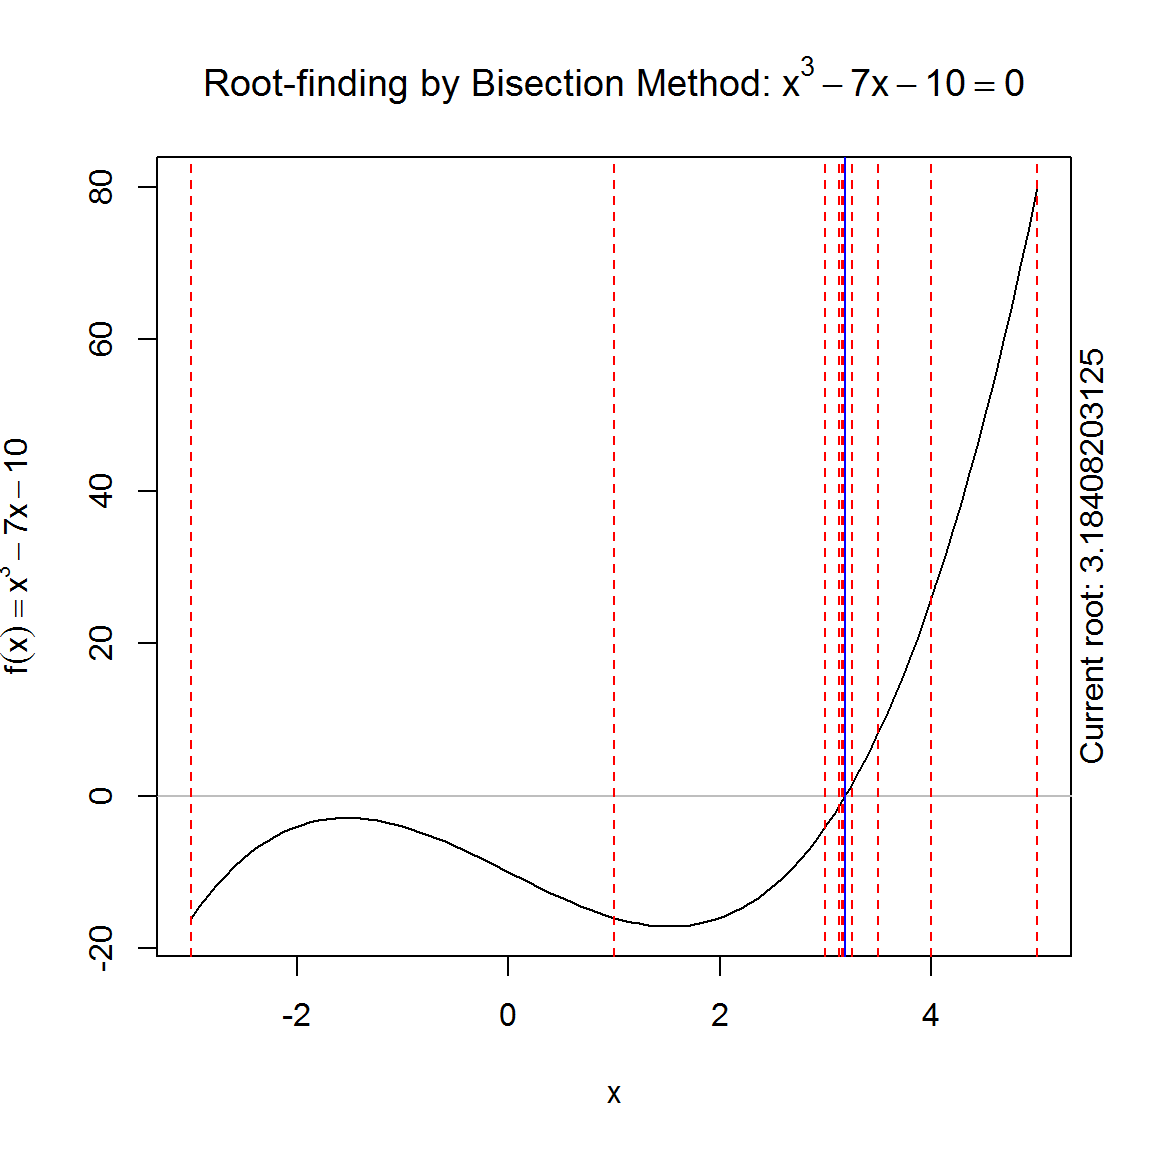 Root-finding by Bisection Method: x³ − 7x − 10 = 0
80
60
40
20
0
-20
f(x) = x³ − 7x − 10
-2
0
2
4
x
Current root: 3.18408203125